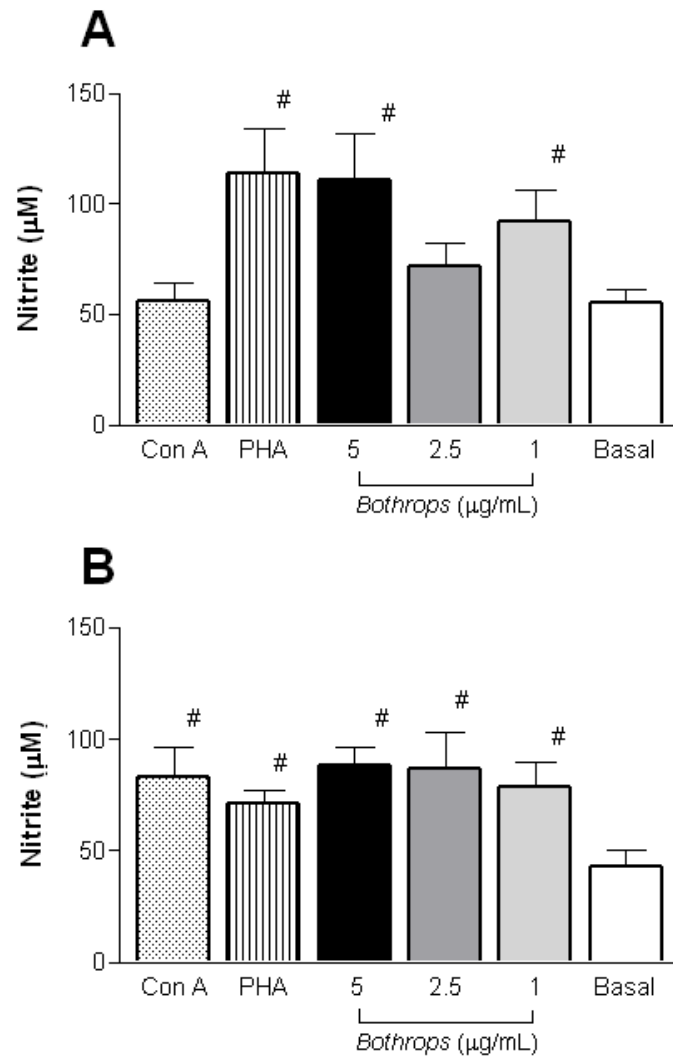 A
150
#
#
#
100
50
0
Nitrite (μM)
Con A PHA 5 2.5 1 Basal
Bothrops (μg/mL)
B
150
#
#
#
#
#
100
50
0
Nitrite (μM)
Con A PHA 5 2.5 1 Basal
Bothrops (μg/mL)